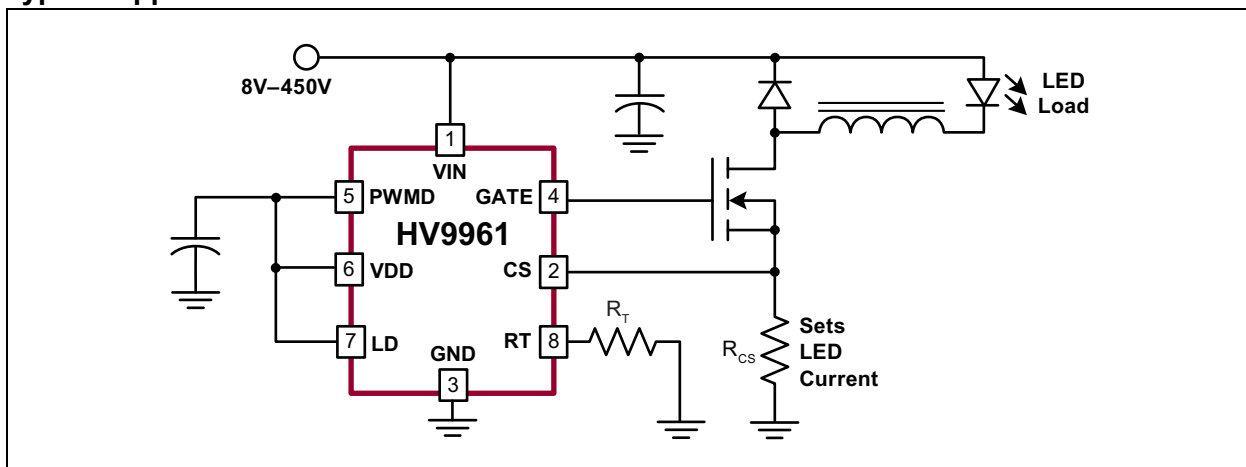 8V–450V
LED
Load
1
VIN
5 PWMD
GATE 4
HV9961
6 VDD
CS 2
7 LD
RT 8
GND
3
R_T
R_CS
Sets
LED
Current